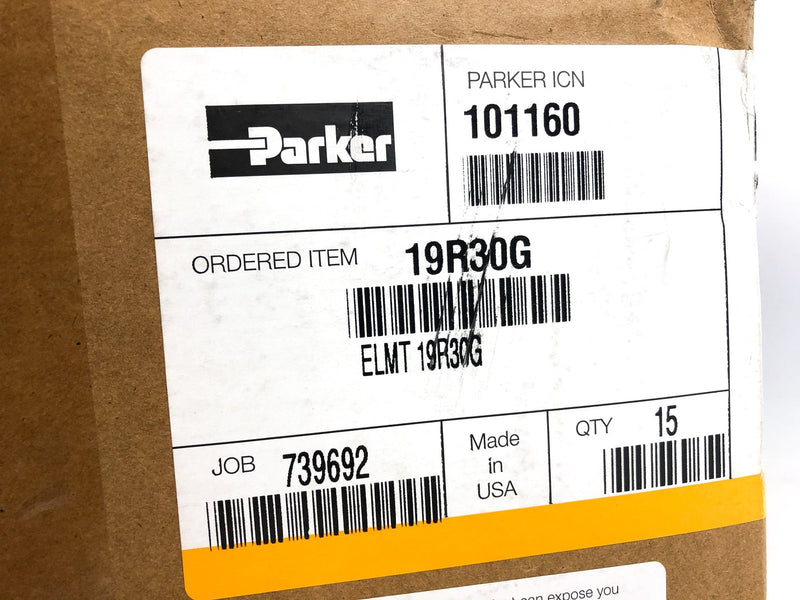 Parker
PARKER ICN
101160
ORDERED ITEM 19R30G
ELMT 19R30G
JOB 739692
Made
in
USA
QTY 15
can expose you